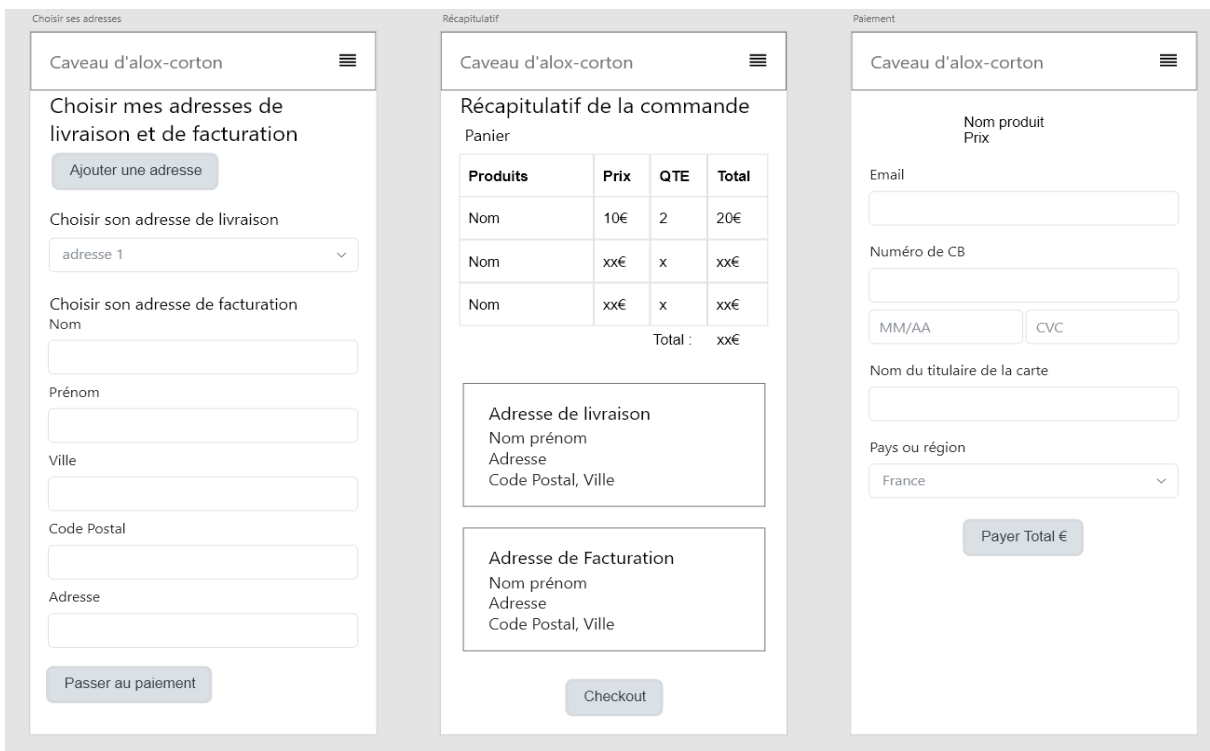 Choisir ses adresses
Caveau d'alox-corton
Choisir mes adresses de
livraison et de facturation
Ajouter une adresse
Choisir son adresse de livraison
adresse 1
Choisir son adresse de facturation
Nom
Prénom
Ville
Code Postal
Adresse
Passer au paiement
Récapitulatif
Caveau d'alox-corton
Récapitulatif de la commande
Panier
Produits Prix QTE Total
Nom 10€ 2 20€
Nom xx€ x xx€
Nom xx€ x xx€
Total : xx€
Adresse de livraison
Nom prénom
Adresse
Code Postal, Ville
Adresse de Facturation
Nom prénom
Adresse
Code Postal, Ville
Checkout
Paiement
Caveau d'alox-corton
Nom produit
Prix
Email
Numéro de CB
MM/AA CVC
Nom du titulaire de la carte
Pays ou région
France
Payer Total €